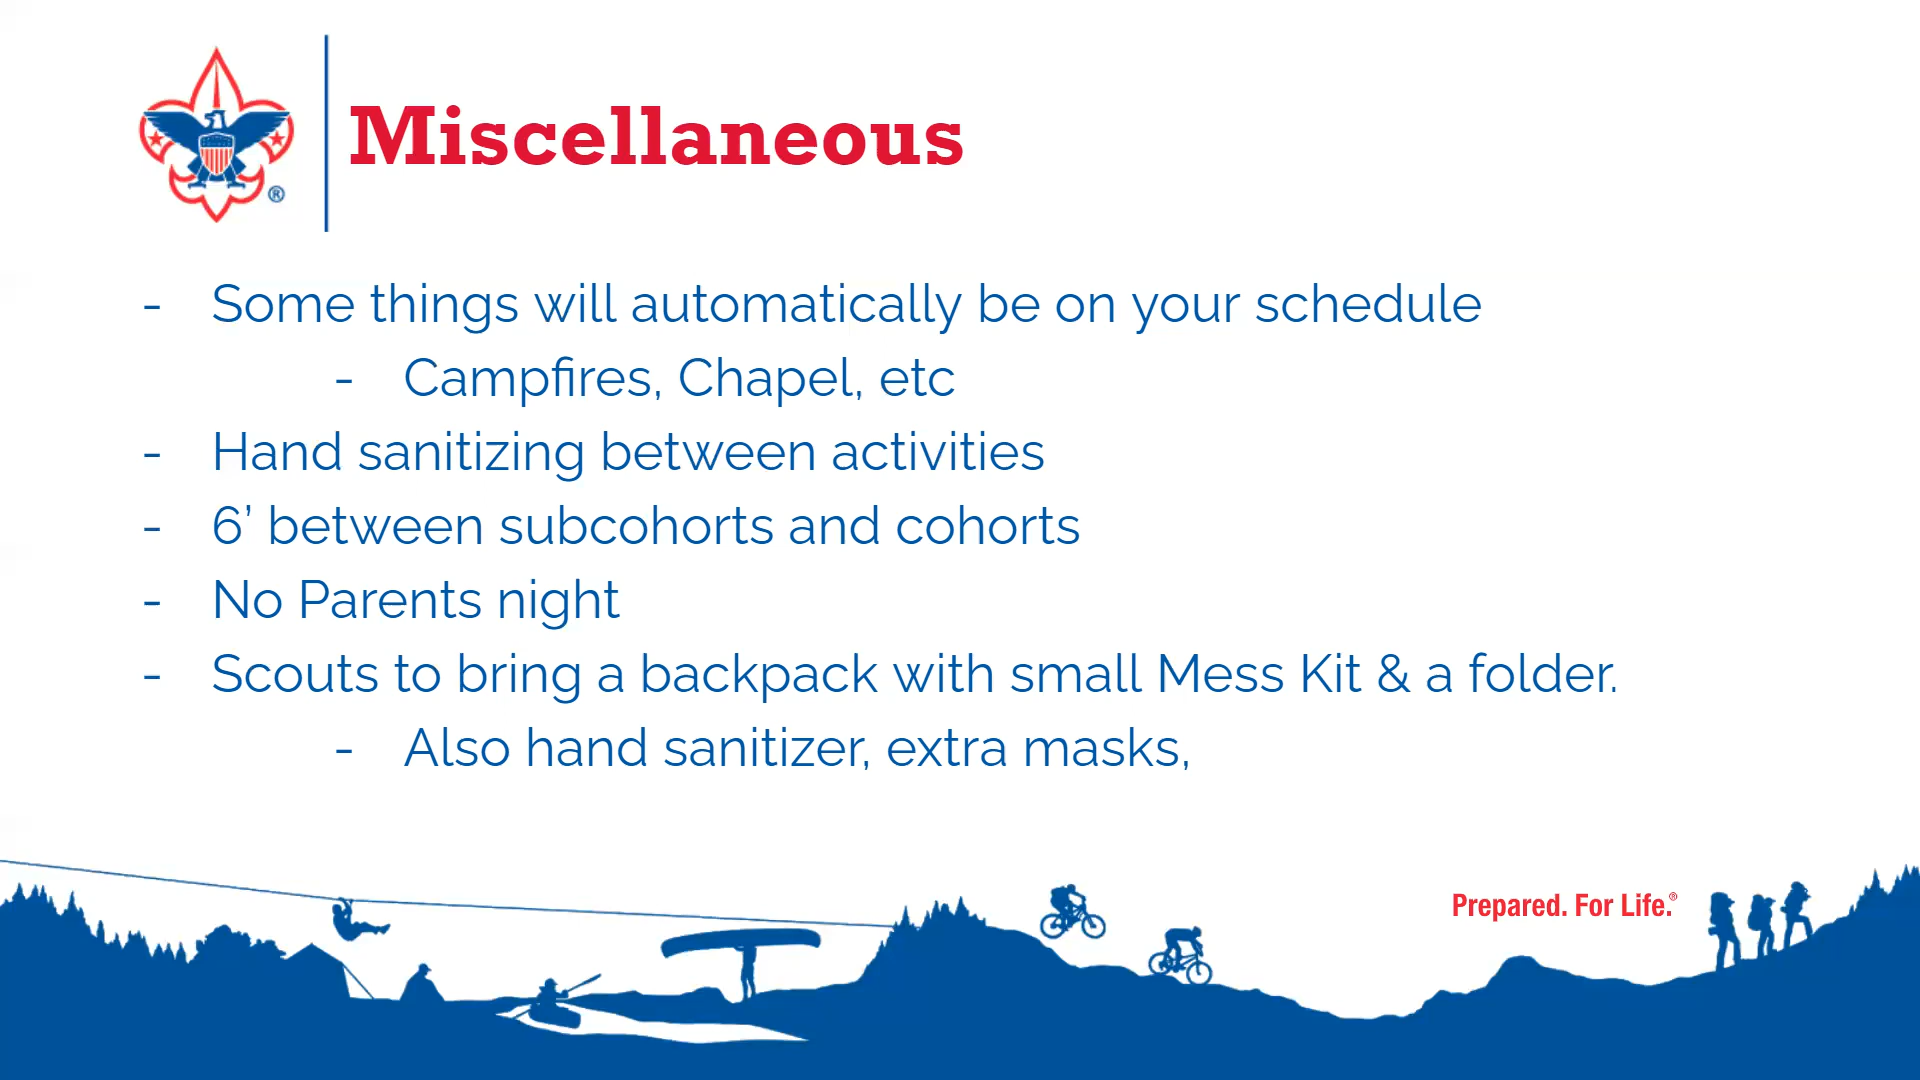 Miscellaneous
- Some things will automatically be on your schedule
- Campfires, Chapel, etc
- Hand sanitizing between activities
- 6’ between subcohorts and cohorts
- No Parents night
- Scouts to bring a backpack with small Mess Kit & a folder.
- Also hand sanitizer, extra masks,
Prepared. For Life.®
®